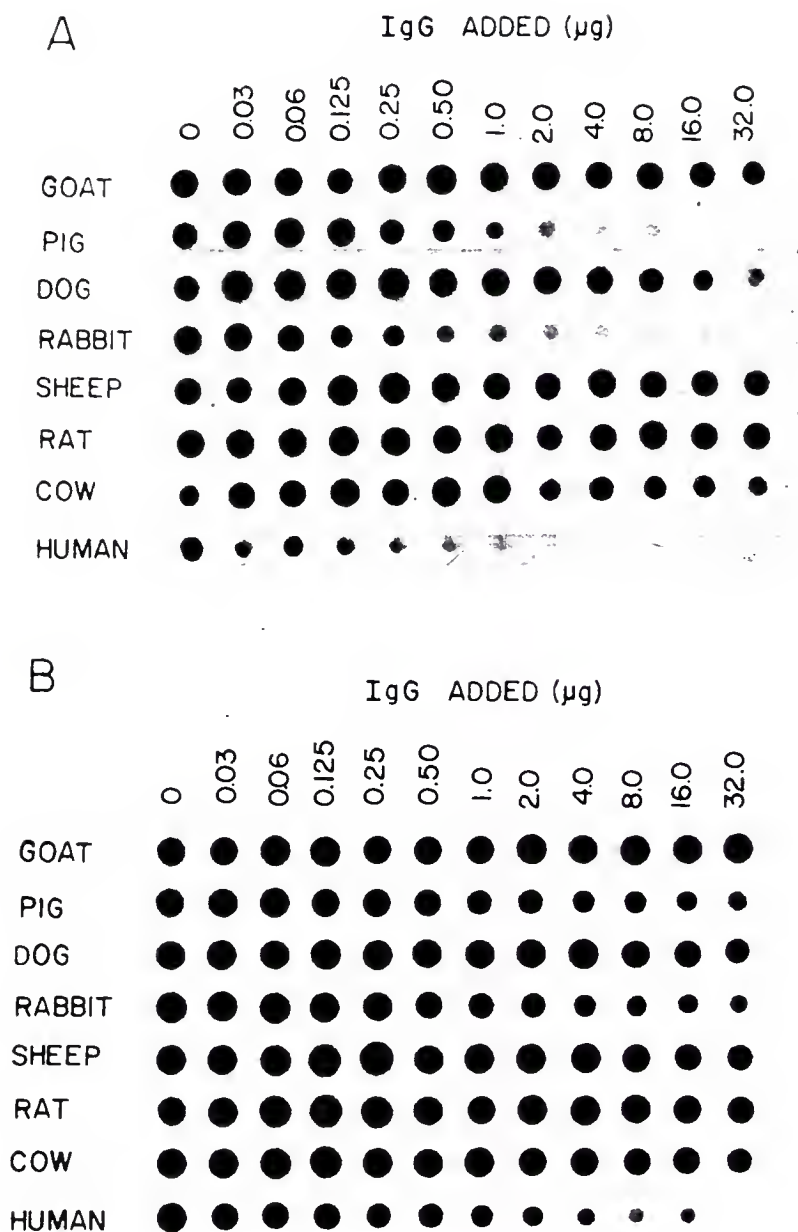 A
IgG ADDED (µg)
0 0.03 0.06 0.125 0.25 0.50 1.0 2.0 4.0 8.0 16.0 32.0
GOAT
PIG
DOG
RABBIT
SHEEP
RAT
COW
HUMAN
B
IgG ADDED (µg)
0 0.03 0.06 0.125 0.25 0.50 1.0 2.0 4.0 8.0 16.0 32.0
GOAT
PIG
DOG
RABBIT
SHEEP
RAT
COW
HUMAN